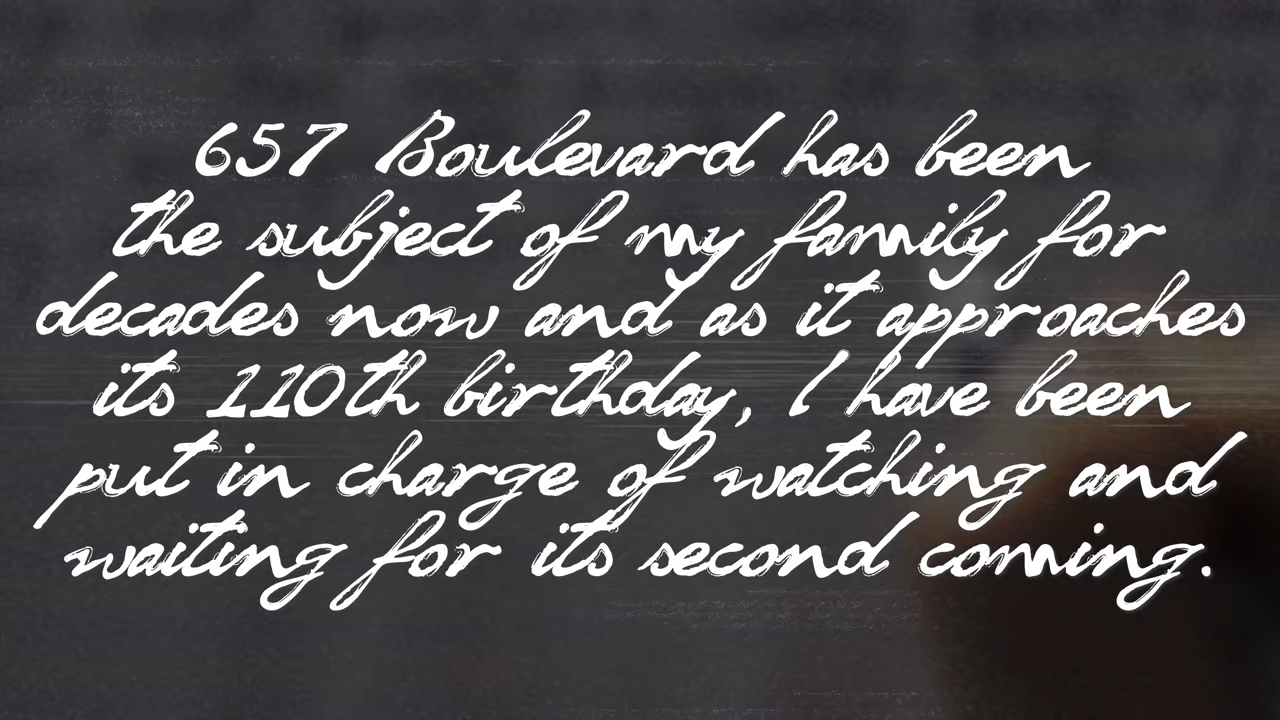 657 Boulevard has been
the subject of my family for
decades now and as it approaches
its 110th birthday, I have been
put in charge of watching and
waiting for its second coming.